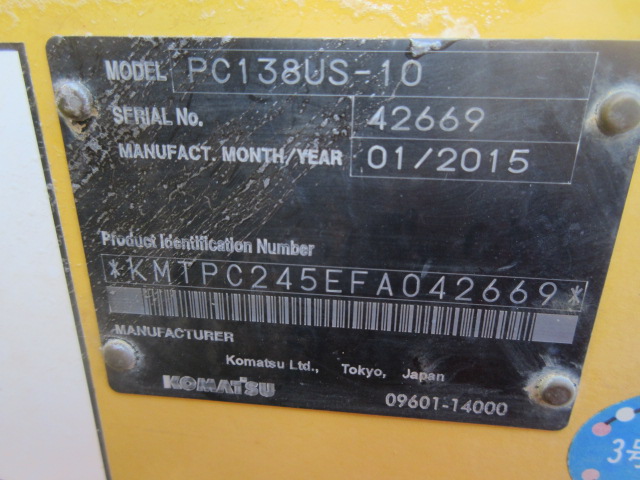 MODEL PC138US-10
SERIAL No. 42669
MANUFACT. MONTH/YEAR 01/2015
Product Identification Number
*KMTPC245EFA042669*
MANUFACTURER
Komatsu Ltd., Tokyo, Japan
KOMATSU
09601-14000
3号